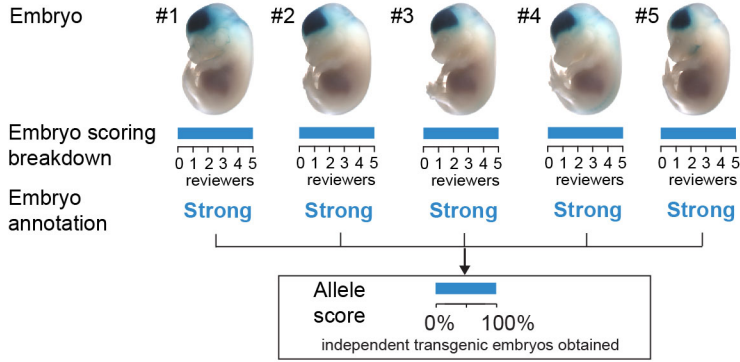 Embryo #1 #2 #3 #4 #5
Embryo scoring
breakdown
0 1 2 3 4 5 0 1 2 3 4 5 0 1 2 3 4 5 0 1 2 3 4 5 0 1 2 3 4 5
reviewers reviewers reviewers reviewers reviewers
Embryo
annotation
Strong Strong Strong Strong Strong
Allele
score
0% 100%
independent transgenic embryos obtained